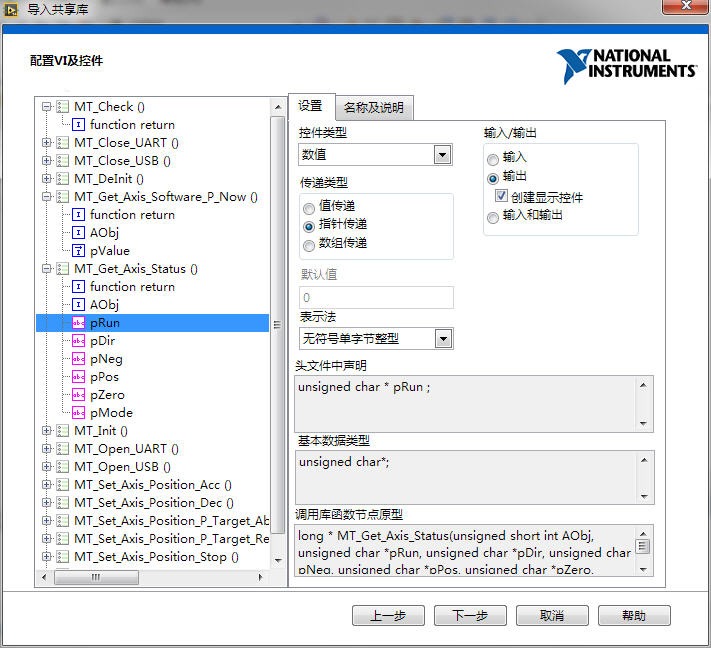 导入共享库
配置VI及控件
NATIONAL
INSTRUMENTS
MT_Check ()
function return
MT_Close_UART ()
MT_Close_USB ()
MT_DeInit ()
MT_Get_Axis_Software_P_Now ()
function return
AObj
pValue
MT_Get_Axis_Status ()
function return
AObj
pRun
pDir
pNeg
pPos
pZero
pMode
MT_Init ()
MT_Open_UART ()
MT_Open_USB ()
MT_Set_Axis_Position_Acc ()
MT_Set_Axis_Position_Dec ()
MT_Set_Axis_Position_P_Target_Ab
MT_Set_Axis_Position_P_Target_Re
MT_Set_Axis_Position_Stop ()
设置
名称及说明
控件类型
数值
传递类型
值传递
指针传递
数组传递
默认值
0
表示法
无符号单字节整型
输入/输出
输入
输出
创建显示控件
输入和输出
头文件中声明
unsigned char * pRun ;
基本数据类型
unsigned char*;
调用库函数节点原型
long * MT_Get_Axis_Status(unsigned short int AObj,
unsigned char *pRun, unsigned char *pDir, unsigned char
pNeg, unsigned char *pPos, unsigned char *pZero,
上一步
下一步
取消
帮助